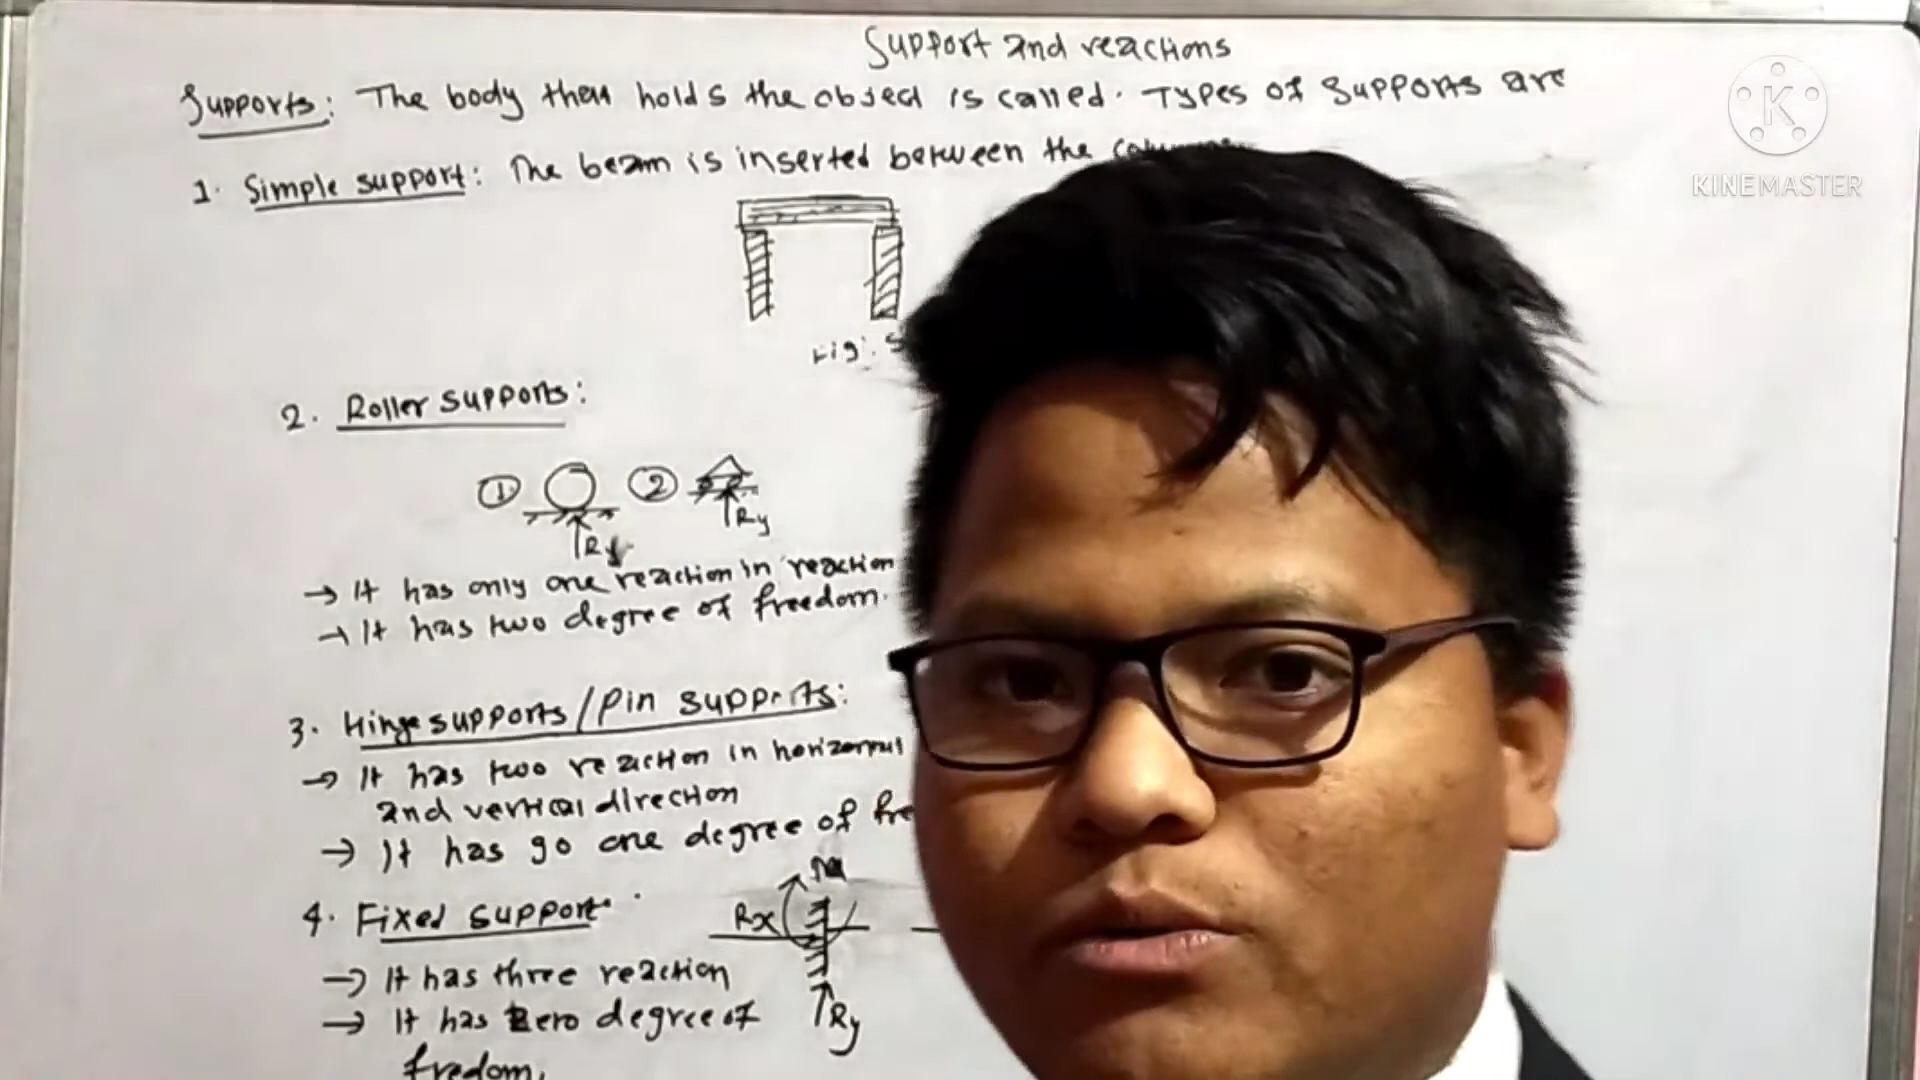 Support and reactions
Supports: The body that holds the object is called. Types of supports are
1. Simple support: The beam is inserted between the
KINEMASTER
Fig: S
2. Roller supports:
① ② Ry
Ry
→ It has only one reaction in reaction
→ It has two degree of freedom.
3. Hinge supports / Pin supports:
→ It has two reaction in horizontal
and vertical direction
→ It has go one degree of fre
M
4. Fixed support Rx
→ It has three reaction
→ It has zero degree of Ry
fredom.